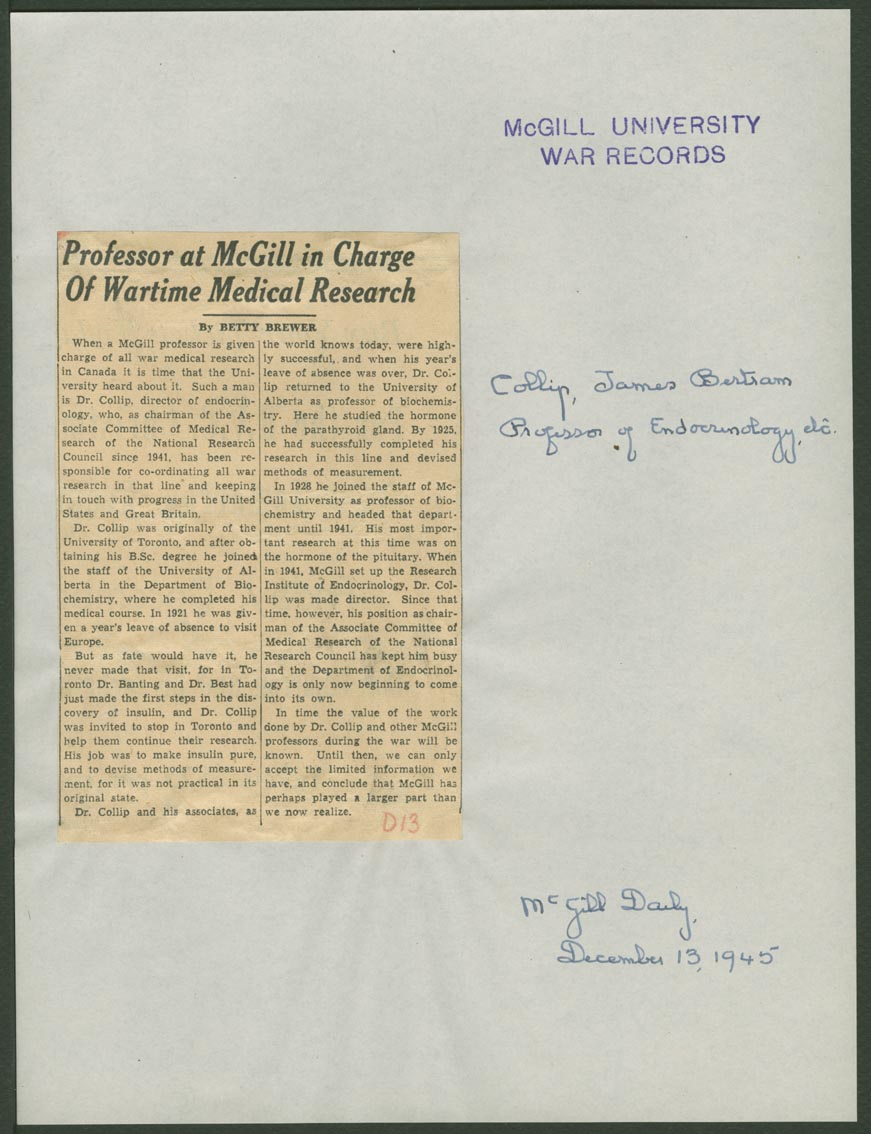 McGILL UNIVERSITY
WAR RECORDS
Professor at McGill in Charge
Of Wartime Medical Research
By BETTY BREWER
When a McGill professor is given
charge of all war medical research
in Canada it is time that the Uni-
versity heard about it. Such a man
is Dr. Collip, director of endocrin-
ology, who, as chairman of the As-
sociate Committee of Medical Re-
search of the National Research
Council since 1941, has been re-
sponsible for co-ordinating all war
research in that line and keeping
in touch with progress in the United
States and Great Britain.
Dr. Collip was originally of the
University of Toronto, and after ob-
taining his B.Sc. degree he joined
the staff of the University of Al-
berta in the Department of Bio-
chemistry, where he completed his
medical course. In 1921 he was giv-
en a year's leave of absence to visit
Europe.
But as fate would have it, he
never made that visit, for in To-
ronto Dr. Banting and Dr. Best had
just made the first steps in the dis-
covery of insulin, and Dr. Collip
was invited to stop in Toronto and
help them continue their research.
His job was to make insulin pure,
and to devise methods of measure-
ment, for it was not practical in its
original state.
Dr. Collip and his associates, as
the world knows today, were high-
ly successful, and when his year's
leave of absence was over, Dr. Col-
lip returned to the University of
Alberta as professor of biochemis-
try. Here he studied the hormone
of the parathyroid gland. By 1925,
he had successfully completed his
research in this line and devised
methods of measurement.
In 1928 he joined the staff of Mc-
Gill University as professor of bio-
chemistry and headed that depart-
ment until 1941. His most impor-
tant research at this time was on
the hormone of the pituitary. When
in 1941, McGill set up the Research
Institute of Endocrinology, Dr. Col-
lip was made director. Since that
time, however, his position as chair-
man of the Associate Committee of
Medical Research of the National
Research Council has kept him busy
and the Department of Endocrinol-
ogy is only now beginning to come
into its own.
In time the value of the work
done by Dr. Collip and other McGill
professors during the war will be
known. Until then, we can only
accept the limited information we
have, and conclude that McGill has
perhaps played a larger part than
we now realize.
D13
Collip, James Bertram
Professor of Endocrinology, etc.
McGill Daily,
December 13, 1945